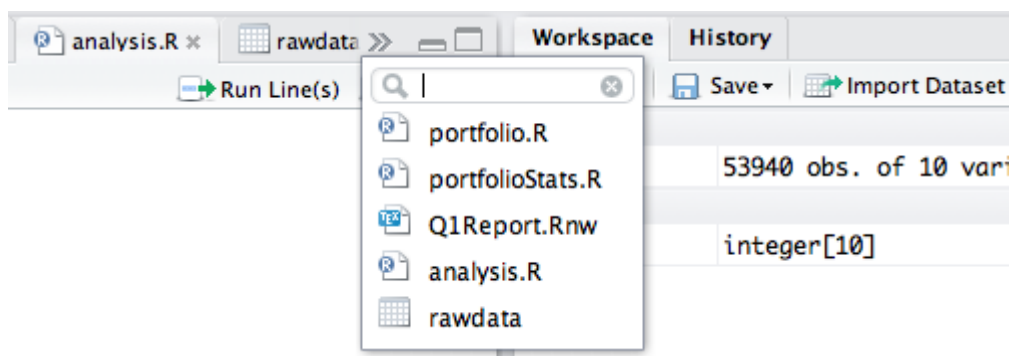 analysis.R
rawdata
Workspace
History
Run Line(s)
Save
Import Dataset
portfolio.R
portfolioStats.R
Q1Report.Rnw
analysis.R
rawdata
53940 obs. of 10 vari
integer[10]